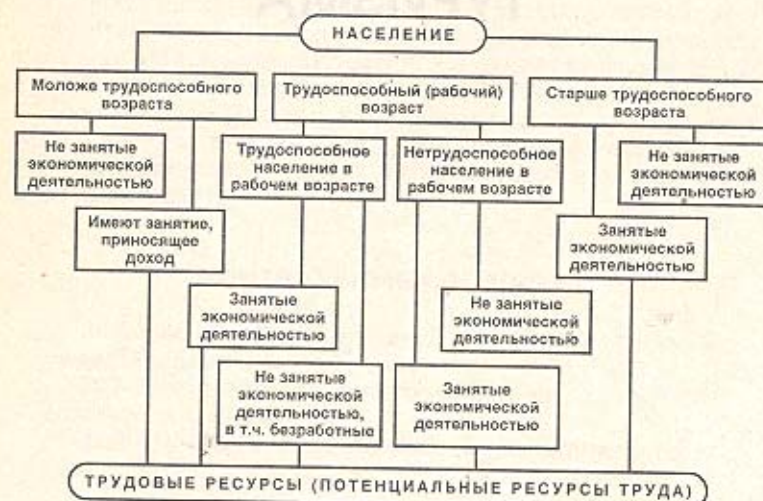 НАСЕЛЕНИЕ
Моложе трудоспособного
возраста
Трудоспособный (рабочий)
возраст
Старше трудоспособного
возраста
Не занятые
экономической
деятельностью
Трудоспособное
население в
рабочем возрасте
Нетрудоспособное
население в
рабочем возрасте
Не занятые
экономической
деятельностью
Имеют занятие,
приносящее
доход
Занятые
экономической
деятельностью
Занятые
экономической
деятельностью
Не занятые
экономической
деятельностью
Не занятые
экономической
деятельностью,
в т.ч. безработные
Занятые
экономической
деятельностью
ТРУДОВЫЕ РЕСУРСЫ (ПОТЕНЦИАЛЬНЫЕ РЕСУРСЫ ТРУДА)